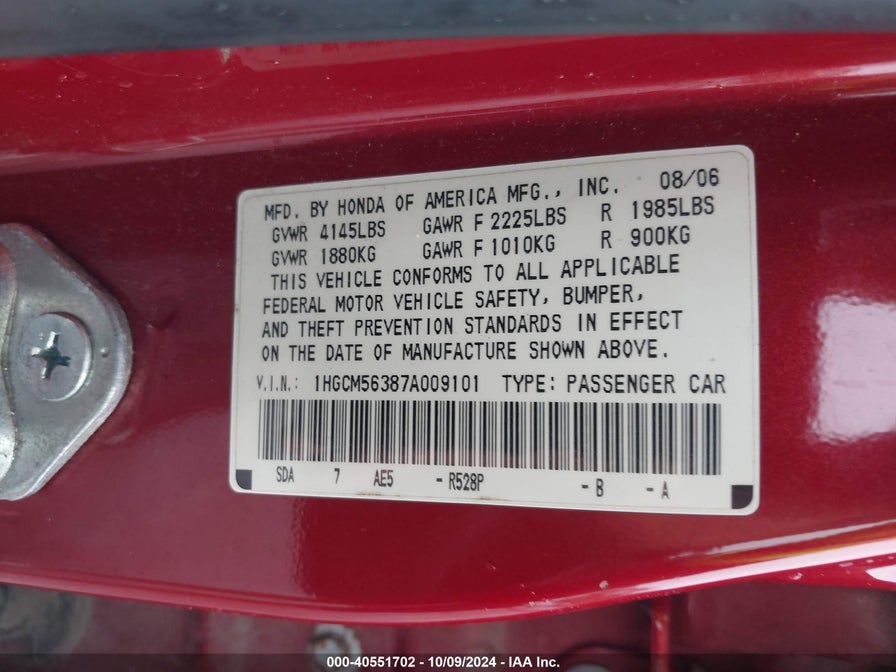 MFD. BY HONDA OF AMERICA MFG., INC. 08/06
GVWR 4145LBS GAWR F 2225LBS R 1985LBS
GVWR 1880KG GAWR F 1010KG R 900KG
THIS VEHICLE CONFORMS TO ALL APPLICABLE
FEDERAL MOTOR VEHICLE SAFETY, BUMPER,
AND THEFT PREVENTION STANDARDS IN EFFECT
ON THE DATE OF MANUFACTURE SHOWN ABOVE.
V.I.N.: 1HGCM56387A009101 TYPE: PASSENGER CAR
SDA 7 AE5 - R528P - B - A
000-40551702 - 10/09/2024 - IAA Inc.